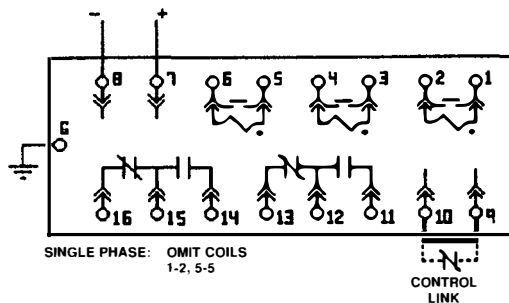 - +
8 7 6 5 4 3 2 1
G
16 15 14 13 12 11 10 9
SINGLE PHASE: OMIT COILS
1-2, 5-5
CONTROL
LINK